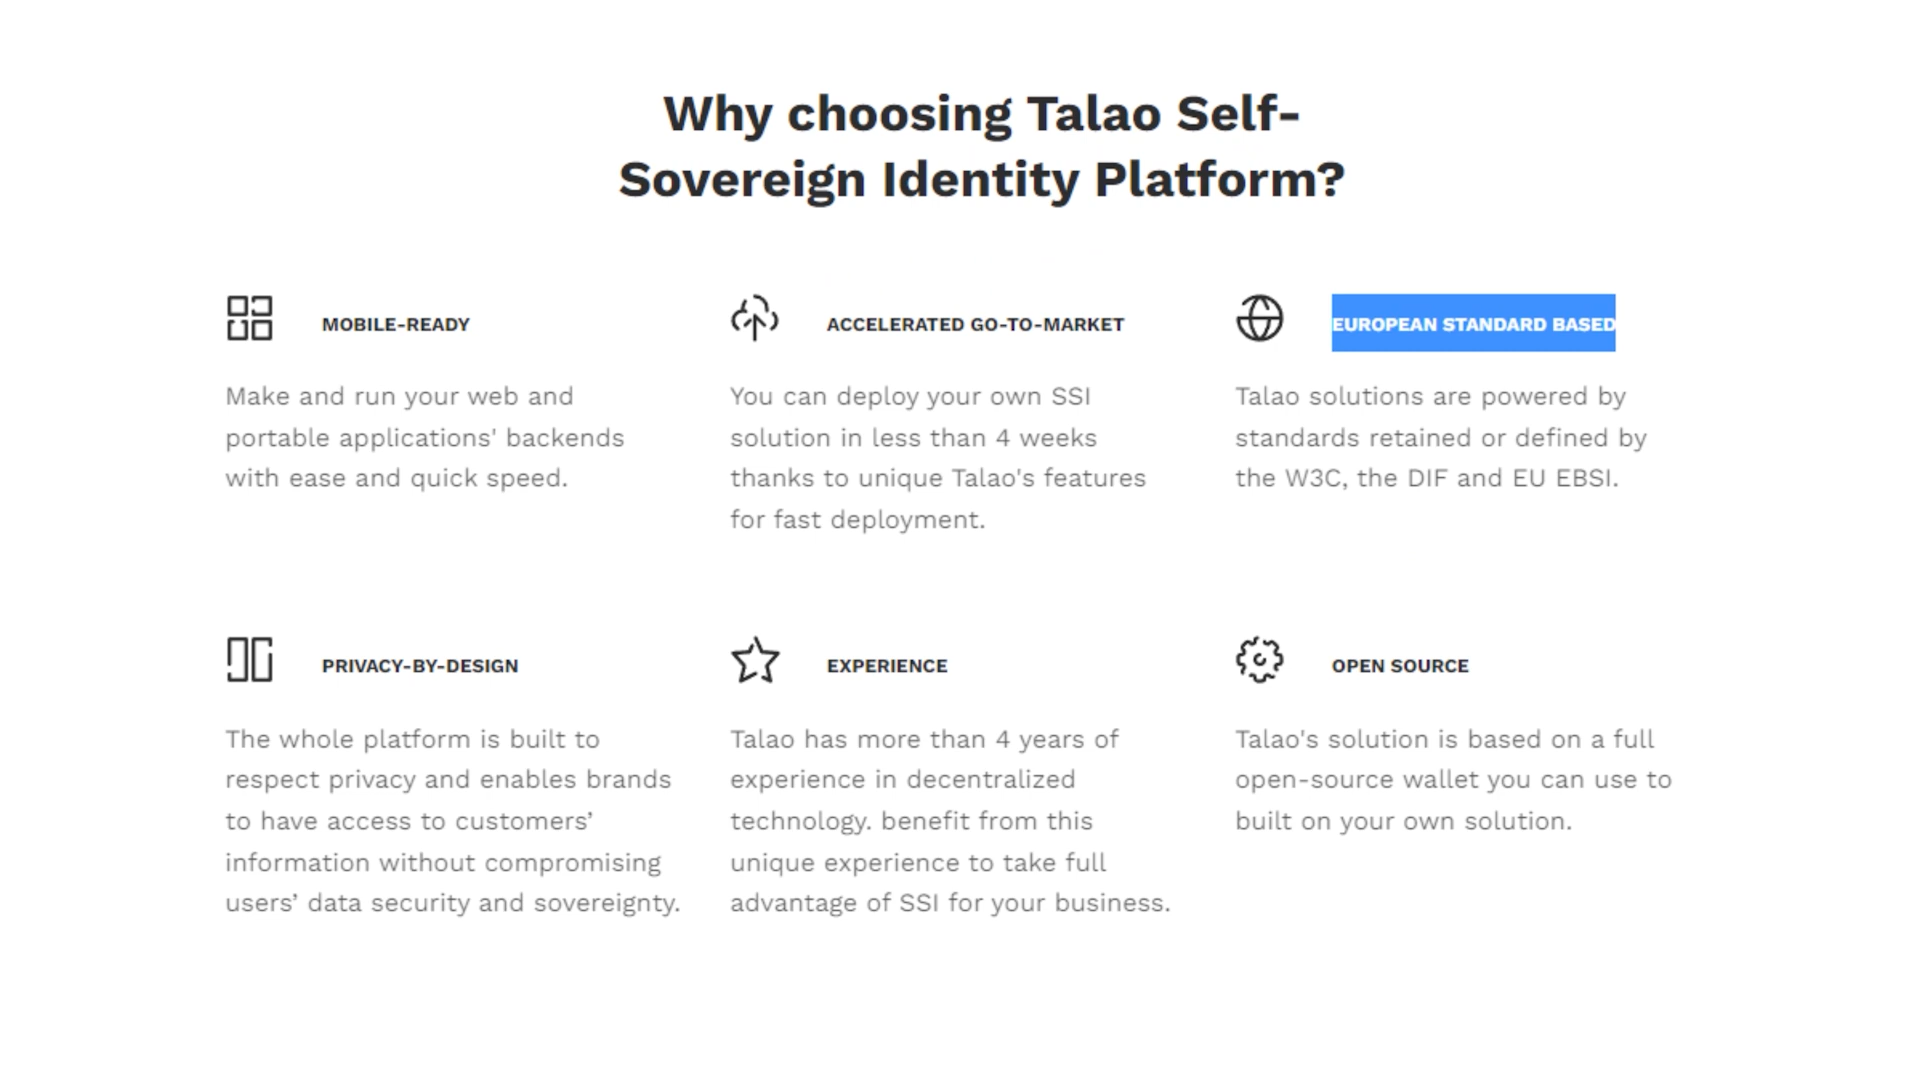 Why choosing Talao Self-
Sovereign Identity Platform?
MOBILE-READY
Make and run your web and
portable applications' backends
with ease and quick speed.
ACCELERATED GO-TO-MARKET
You can deploy your own SSI
solution in less than 4 weeks
thanks to unique Talao's features
for fast deployment.
EUROPEAN STANDARD BASED
Talao solutions are powered by
standards retained or defined by
the W3C, the DIF and EU EBSI.
PRIVACY-BY-DESIGN
The whole platform is built to
respect privacy and enables brands
to have access to customers’
information without compromising
users’ data security and sovereignty.
EXPERIENCE
Talao has more than 4 years of
experience in decentralized
technology. benefit from this
unique experience to take full
advantage of SSI for your business.
OPEN SOURCE
Talao's solution is based on a full
open-source wallet you can use to
built on your own solution.